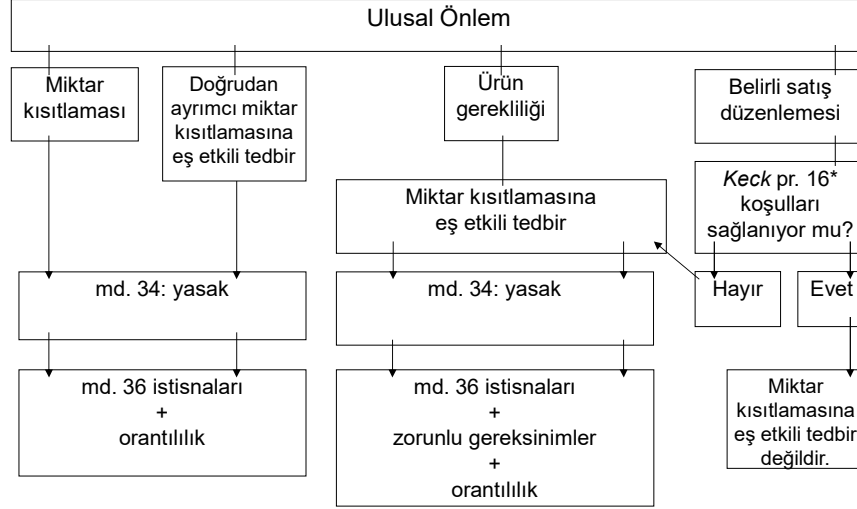 Ulusal Önlem
Miktar
kısıtlaması
Doğrudan
ayrımcı miktar
kısıtlamasına
eş etkili tedbir
Ürün
gerekliliği
Belirli satış
düzenlemesi
Miktar kısıtlamasına
eş etkili tedbir
Keck pr. 16*
koşulları
sağlanıyor mu?
md. 34: yasak
md. 34: yasak
Hayır
Evet
md. 36 istisnaları
+
orantılılık
md. 36 istisnaları
+
zorunlu gereksinimler
+
orantılılık
Miktar
kısıtlamasına
eş etkili tedbir
değildir.